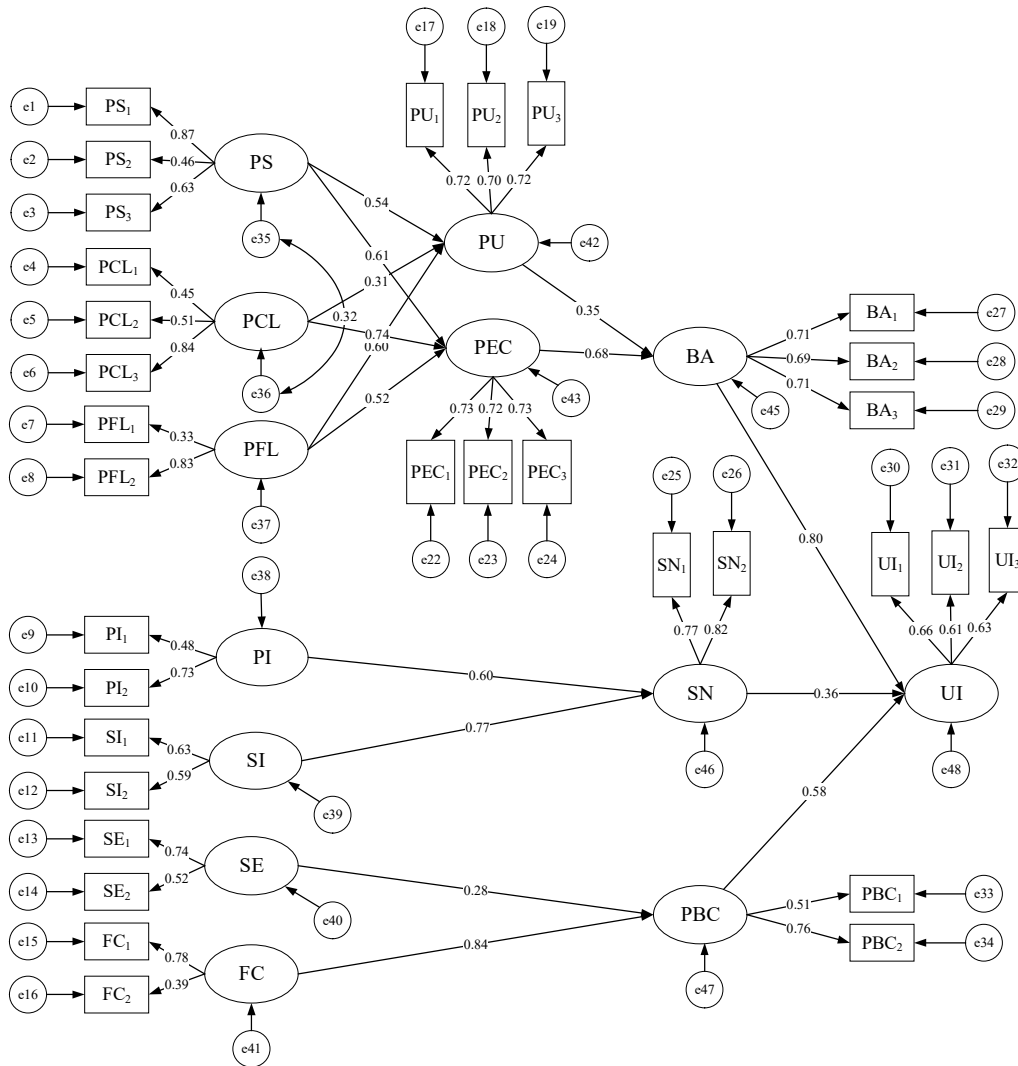 e17
e18
e19
PU1
PU2
PU3
0.72
0.70
0.72
e1
PS1
0.87
e2
PS2
0.46
e3
PS3
0.63
PS
e35
0.54
0.61
PU
e42
e4
PCL1
0.45
e5
PCL2
0.51
e6
PCL3
0.84
PCL
e36
0.31
0.32
0.74
0.60
0.35
PEC
e43
0.68
BA
e45
0.71
BA1
e27
0.69
BA2
e28
0.71
BA3
e29
e7
PFL1
0.33
e8
PFL2
0.83
PFL
e37
0.52
0.73
0.72
0.73
PEC1
PEC2
PEC3
e22
e23
e24
e25
e26
SN1
SN2
0.77
0.82
e30
e31
e32
UI1
UI2
UI3
0.66
0.61
0.63
0.80
e38
e9
PI1
0.48
e10
PI2
0.73
PI
0.60
SN
e46
0.36
UI
e48
e11
SI1
0.63
e12
SI2
0.59
SI
e39
0.77
e13
SE1
0.74
e14
SE2
0.52
SE
e40
0.28
0.58
e15
FC1
0.78
e16
FC2
0.39
FC
e41
0.84
PBC
e47
0.51
PBC1
e33
0.76
PBC2
e34